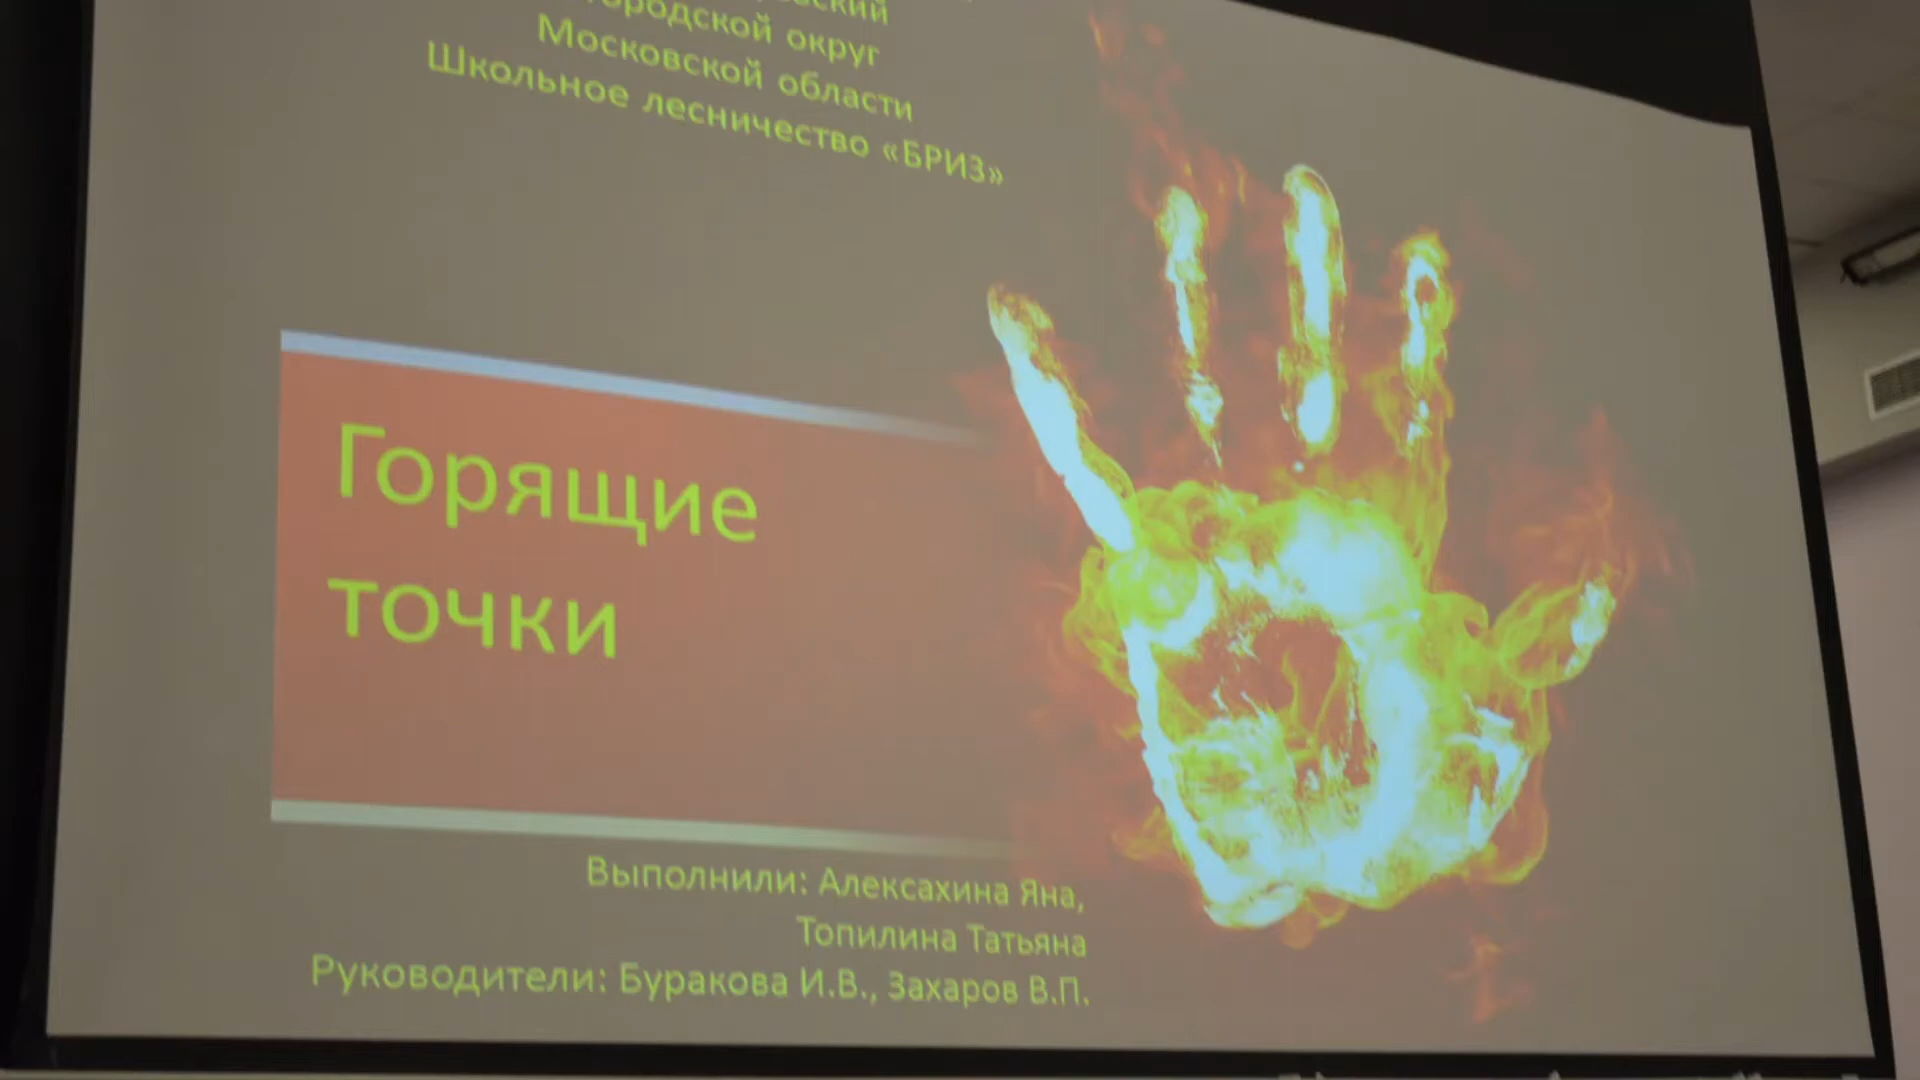 городской округ
Московской области
Школьное лесничество «БРИЗ»
Горящие
точки
Выполнили: Алексахина Яна,
Топилина Татьяна
Руководители: Буракова И.В., Захаров В.П.